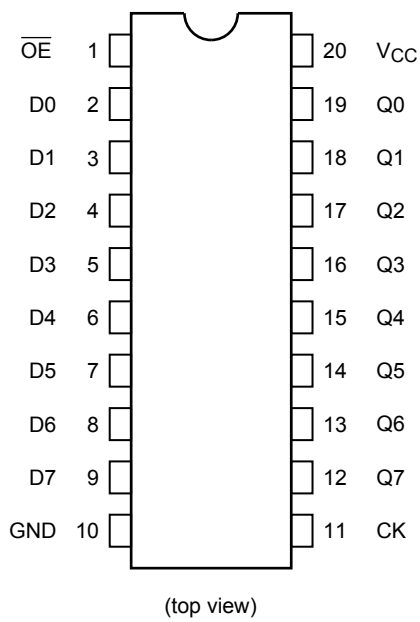 O̅E̅ 1 20 VCC
D0 2 19 Q0
D1 3 18 Q1
D2 4 17 Q2
D3 5 16 Q3
D4 6 15 Q4
D5 7 14 Q5
D6 8 13 Q6
D7 9 12 Q7
GND 10 11 CK
(top view)